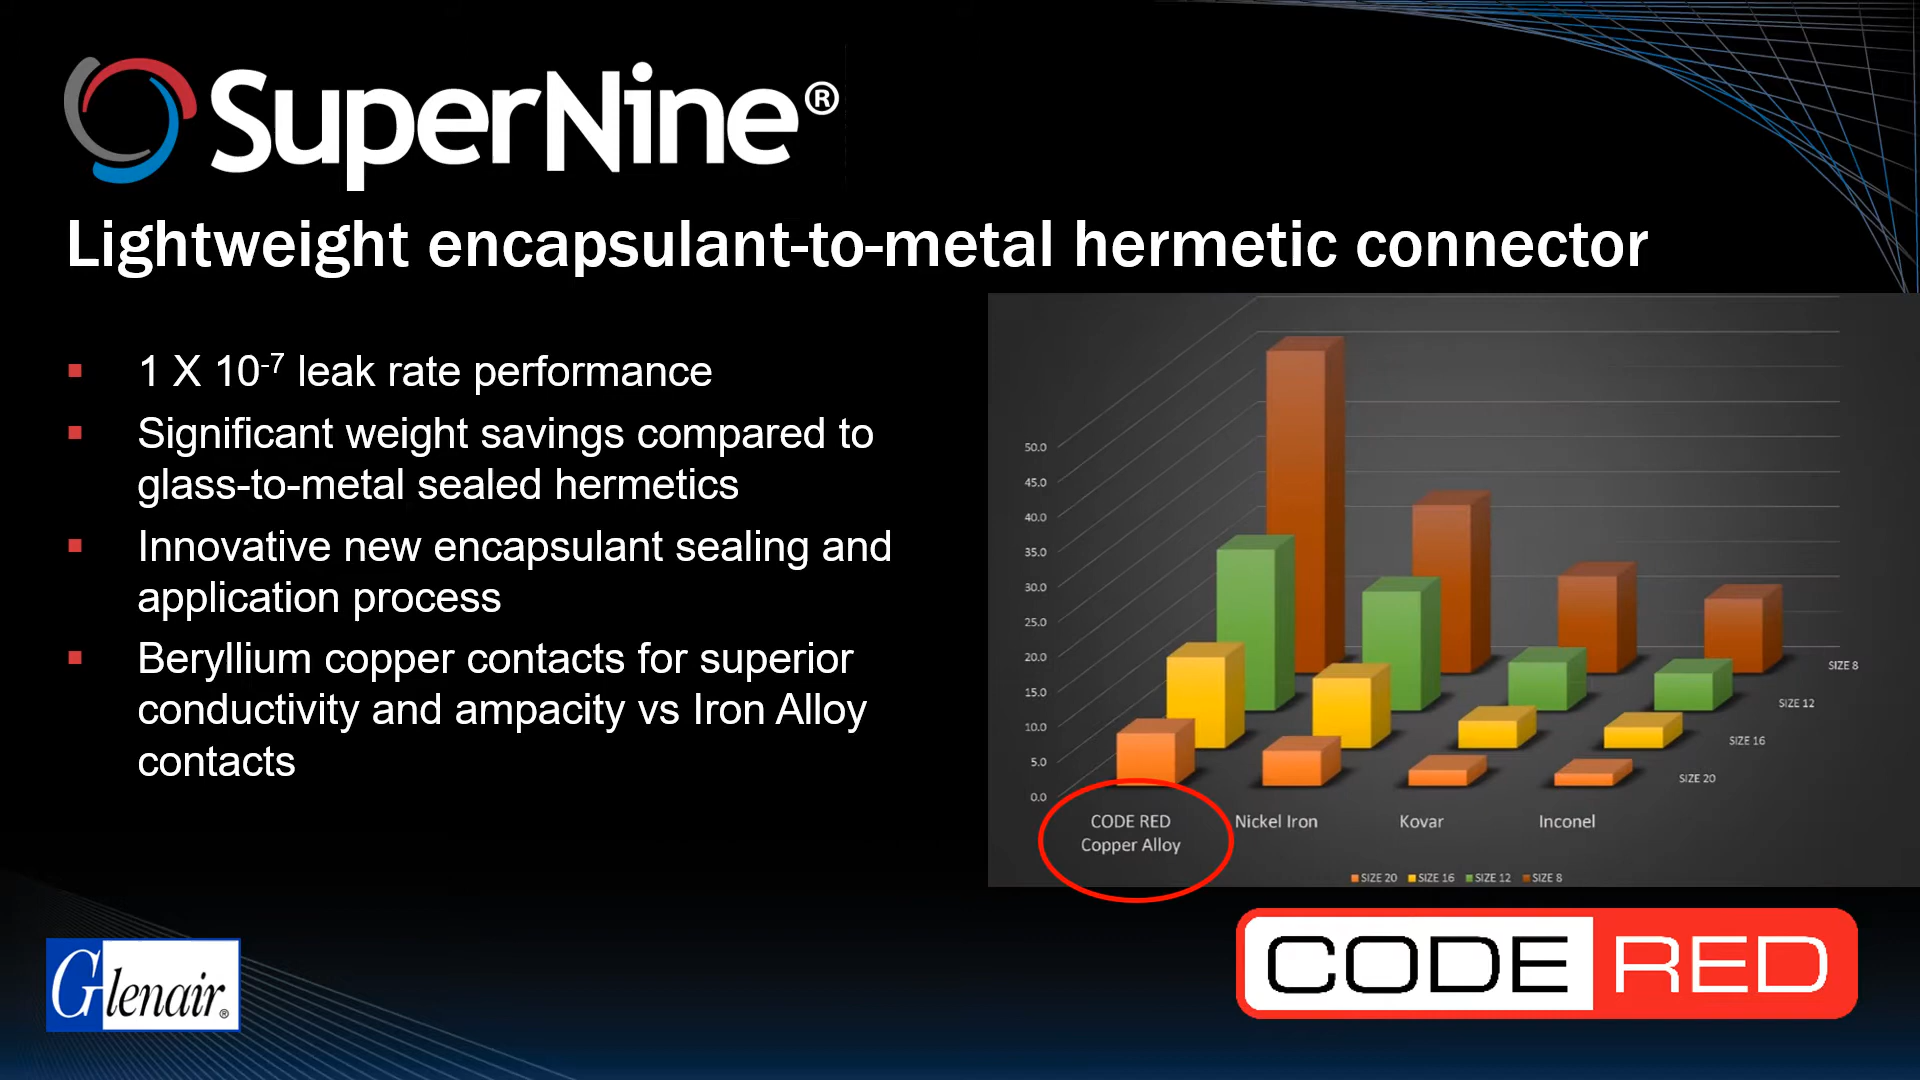 SuperNine®
Lightweight encapsulant-to-metal hermetic connector
1 X 10-7 leak rate performance
Significant weight savings compared to
glass-to-metal sealed hermetics
Innovative new encapsulant sealing and
application process
Beryllium copper contacts for superior
conductivity and ampacity vs Iron Alloy
contacts
50.0
45.0
40.0
35.0
30.0
25.0
20.0
15.0
10.0
5.0
0.0
SIZE 8
SIZE 12
SIZE 16
SIZE 20
CODE RED
Copper Alloy
Nickel Iron
Kovar
Inconel
SIZE 20 SIZE 16 SIZE 12 SIZE 8
Glenair®
CODE RED